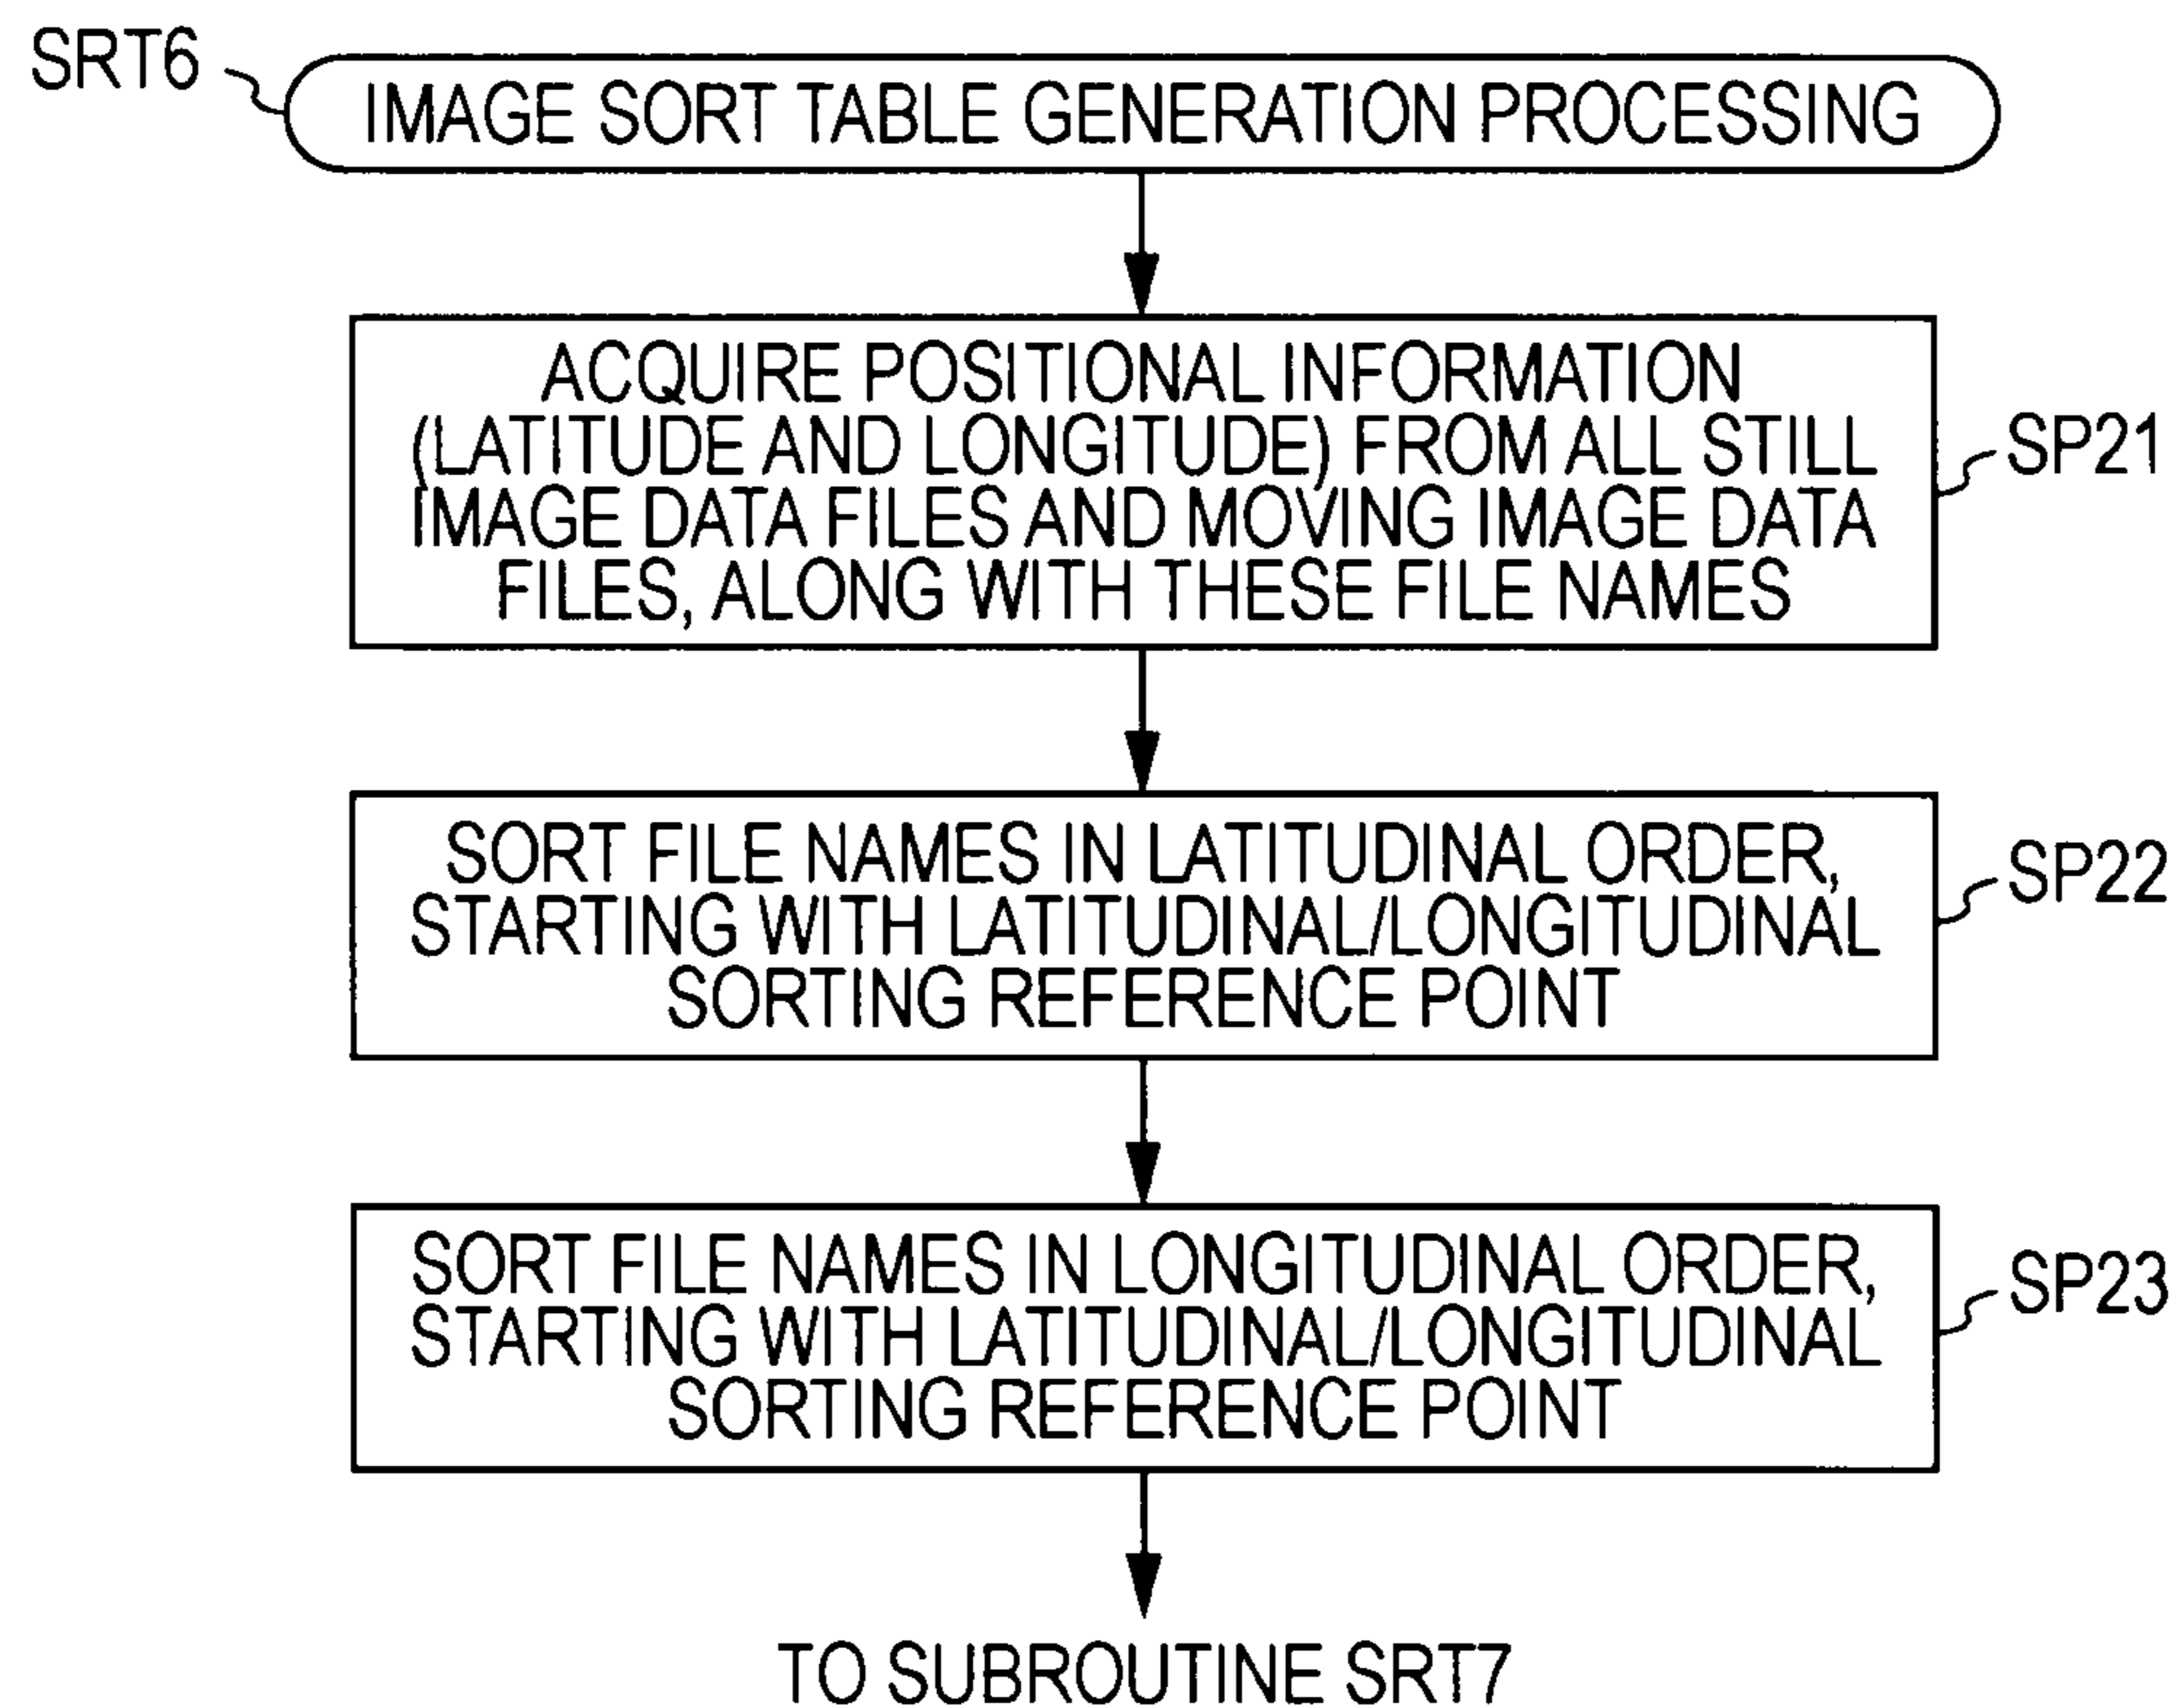 SRT6
IMAGE SORT TABLE GENERATION PROCESSING
ACQUIRE POSITIONAL INFORMATION
(LATITUDE AND LONGITUDE) FROM ALL STILL
IMAGE DATA FILES AND MOVING IMAGE DATA
FILES, ALONG WITH THESE FILE NAMES
SP21
SORT FILE NAMES IN LATITUDINAL ORDER,
STARTING WITH LATITUDINAL/LONGITUDINAL
SORTING REFERENCE POINT
SP22
SORT FILE NAMES IN LONGITUDINAL ORDER,
STARTING WITH LATITUDINAL/LONGITUDINAL
SORTING REFERENCE POINT
SP23
TO SUBROUTINE SRT7